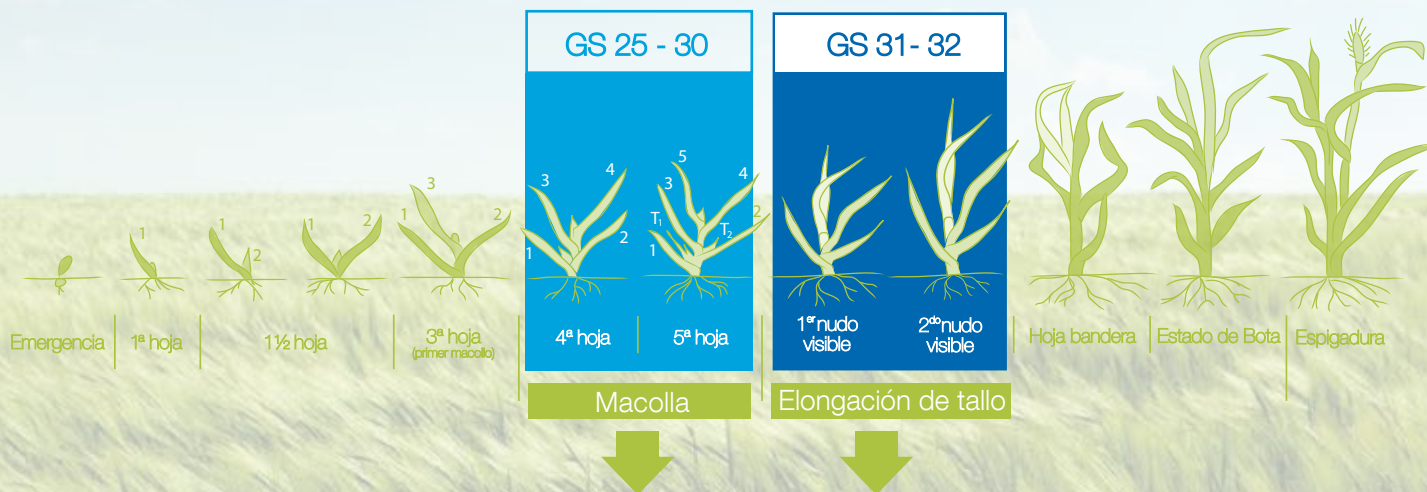 GS 25 - 30
GS 31- 32
1
1
2
1
2
1
3
2
1
3
4
2
1
T1
3
5
4
T2
2
Emergencia
1ª hoja
1½ hoja
3ª hoja
(primer macollo)
4ª hoja
5ª hoja
1er nudo
visible
2do nudo
visible
Hoja bandera
Estado de Bota
Espigadura
Macolla
Elongación de tallo